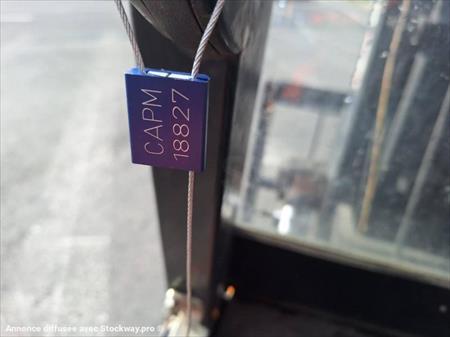 CAPM
18827
Annonce diffusée avec Stockway.pro